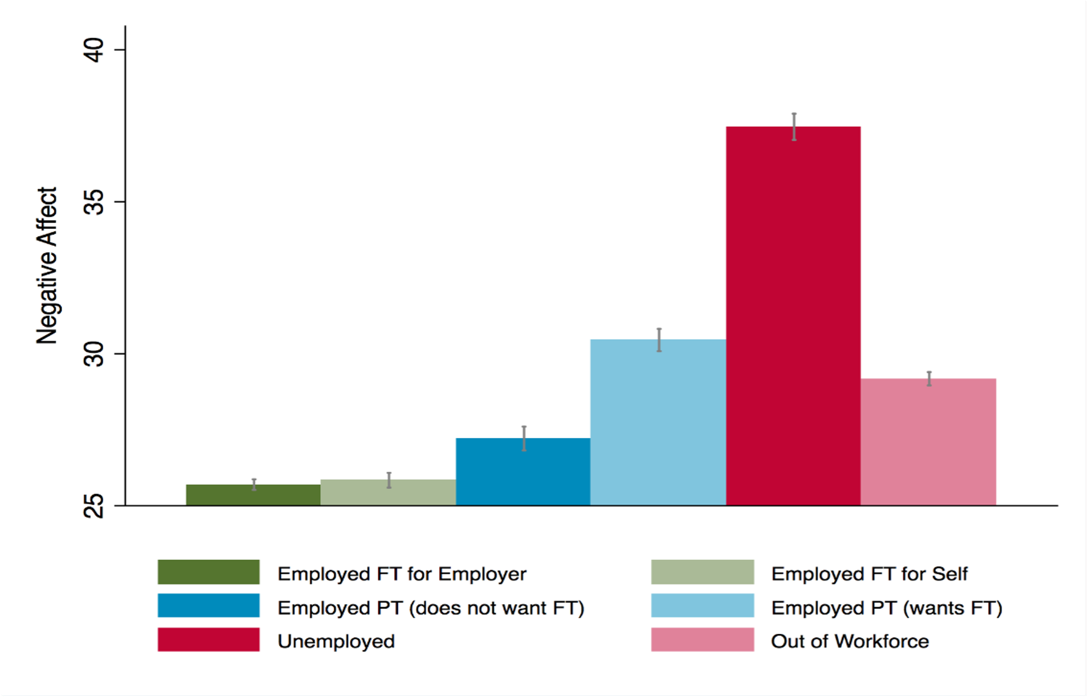 40
35
30
25
Negative Affect
Employed FT for Employer
Employed FT for Self
Employed PT (does not want FT)
Employed PT (wants FT)
Unemployed
Out of Workforce